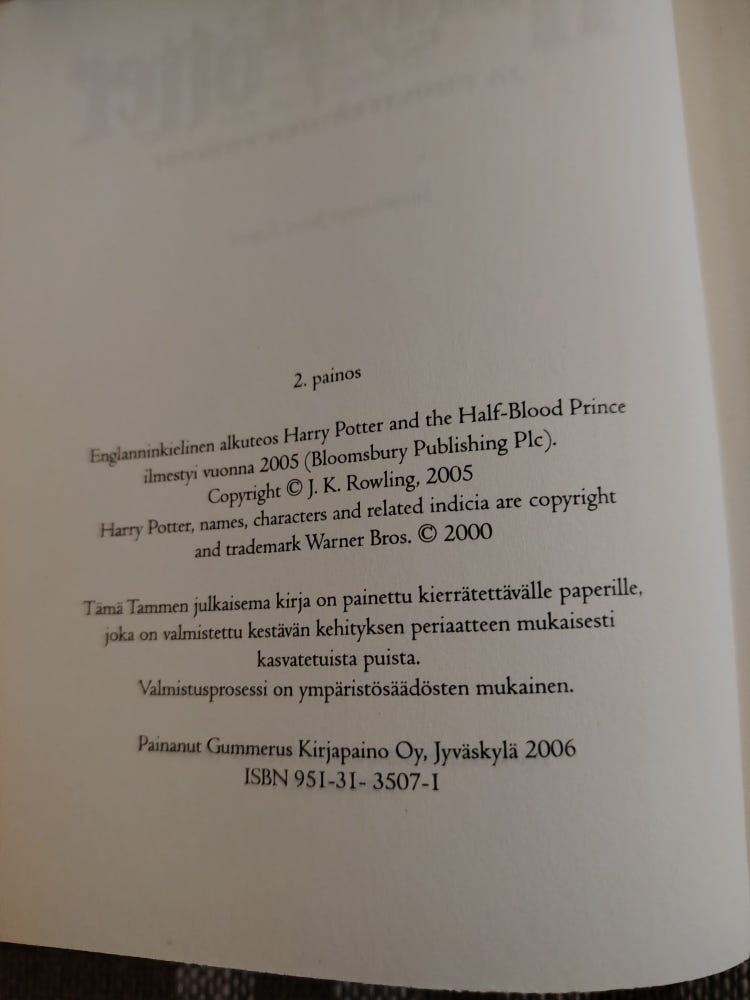 2. painos
Englanninkielinen alkuteos Harry Potter and the Half-Blood Prince
ilmestyi vuonna 2005 (Bloomsbury Publishing Plc).
Copyright © J. K. Rowling, 2005
Harry Potter, names, characters and related indicia are copyright
and trademark Warner Bros. © 2000
Tämä Tammen julkaisema kirja on painettu kierrätettävälle paperille,
joka on valmistettu kestävän kehityksen periaatteen mukaisesti
kasvatetuista puista.
Valmistusprosessi on ympäristösäädösten mukainen.
Painanut Gummerus Kirjapaino Oy, Jyväskylä 2006
ISBN 951-31- 3507-1